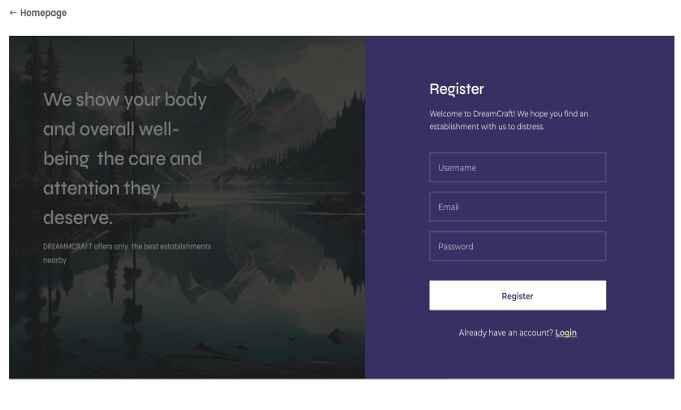 ← Homepage
We show your body
and overall well-
being the care and
attention they
deserve.
DREAMMCRAFT offers only the best establishments
nearby
Register
Welcome to DreamCraft! We hope you find an
establishment with us to distress.
Username
Email
Password
Register
Already have an account? Login